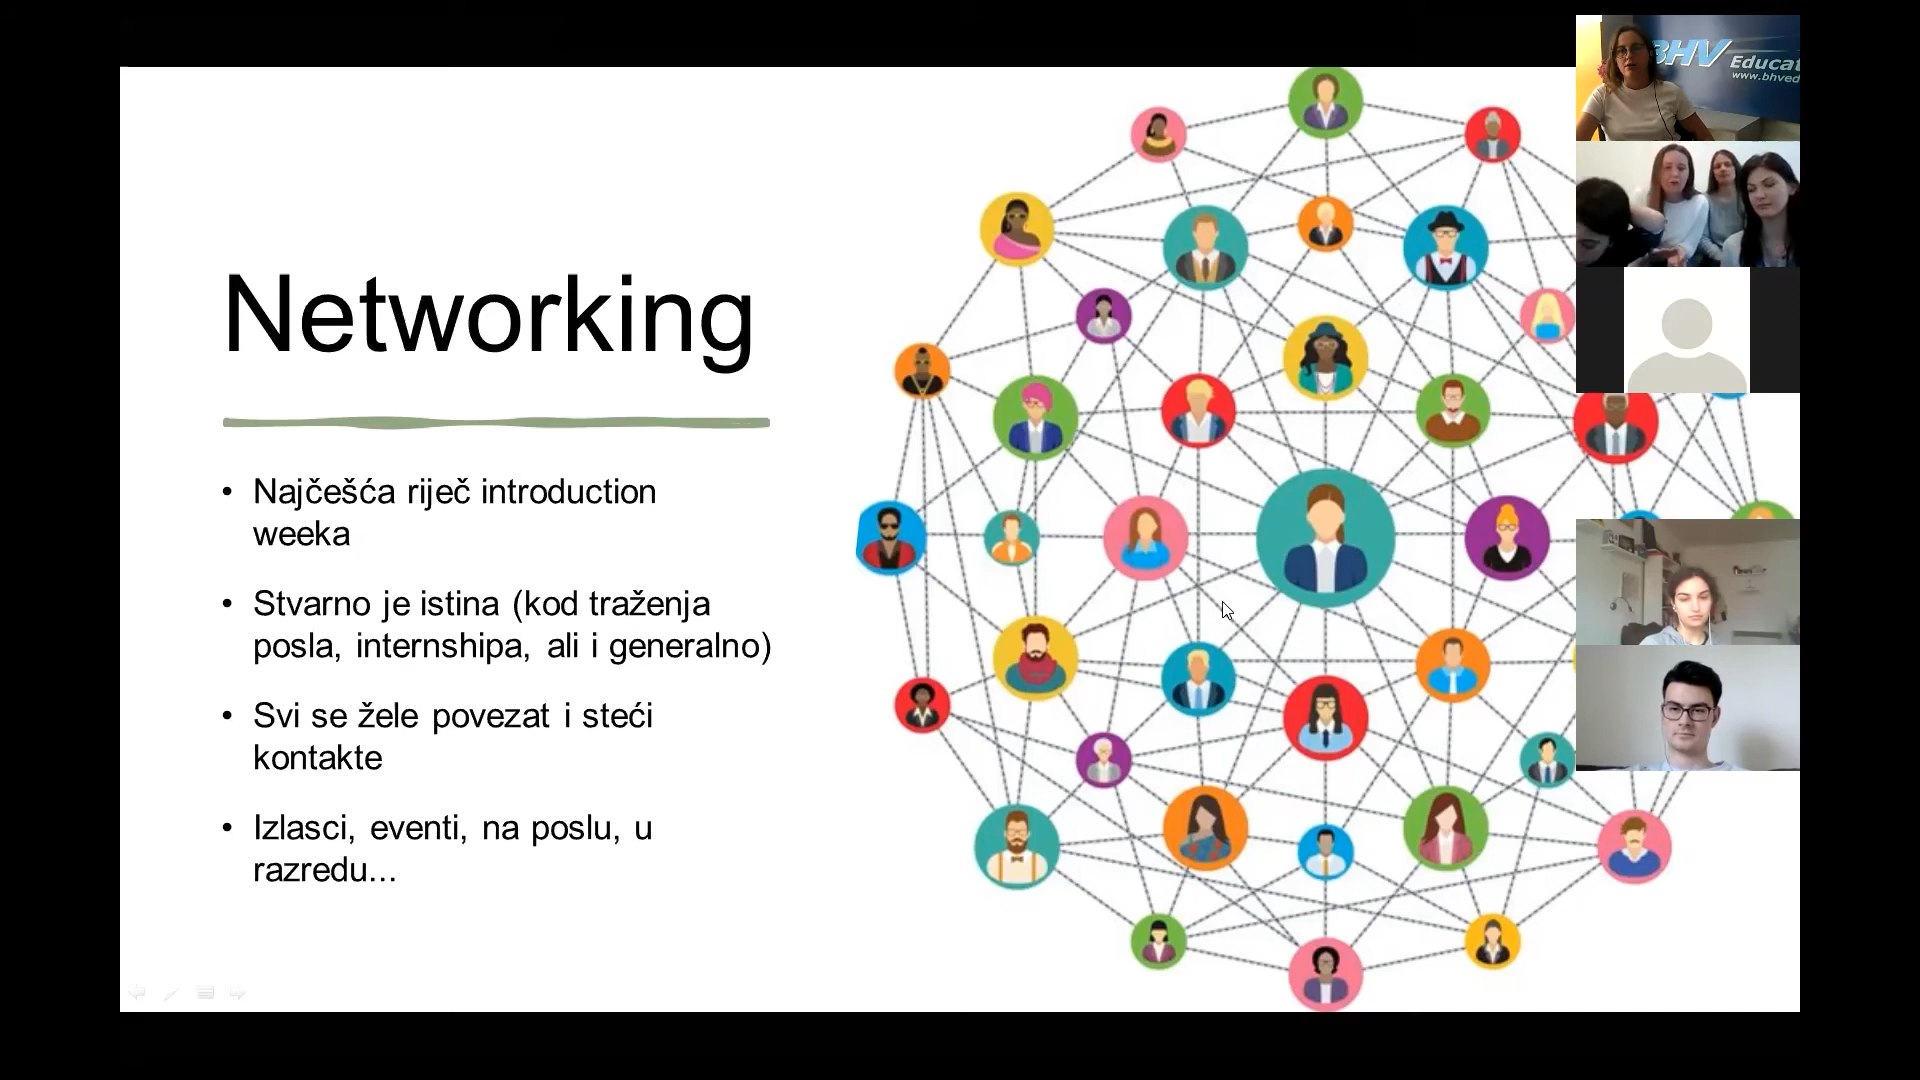 BHV
Educat
www.bhved
Networking
• Najčešća riječ introduction
weeka
• Stvarno je istina (kod traženja
posla, internshipa, ali i generalno)
• Svi se žele povezat i steći
kontakte
• Izlasci, eventi, na poslu, u
razredu...